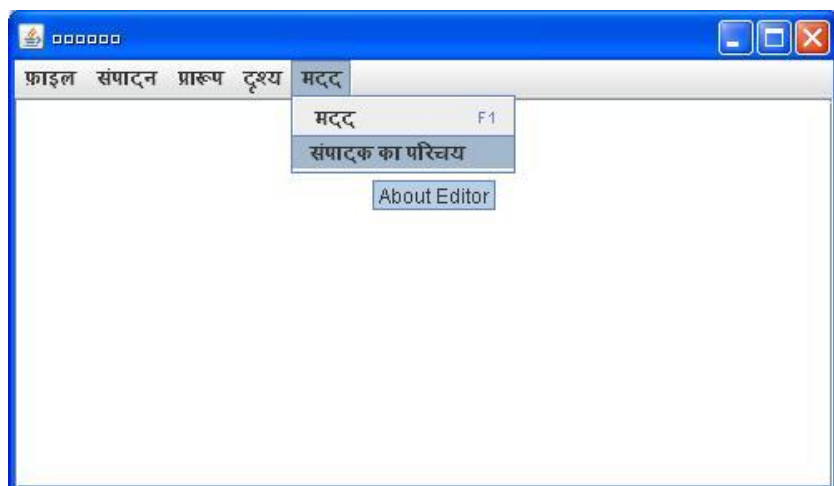 फ़ाइल संपादन प्रारूप दृश्य मदद
मदद F1
संपादक का परिचय
About Editor